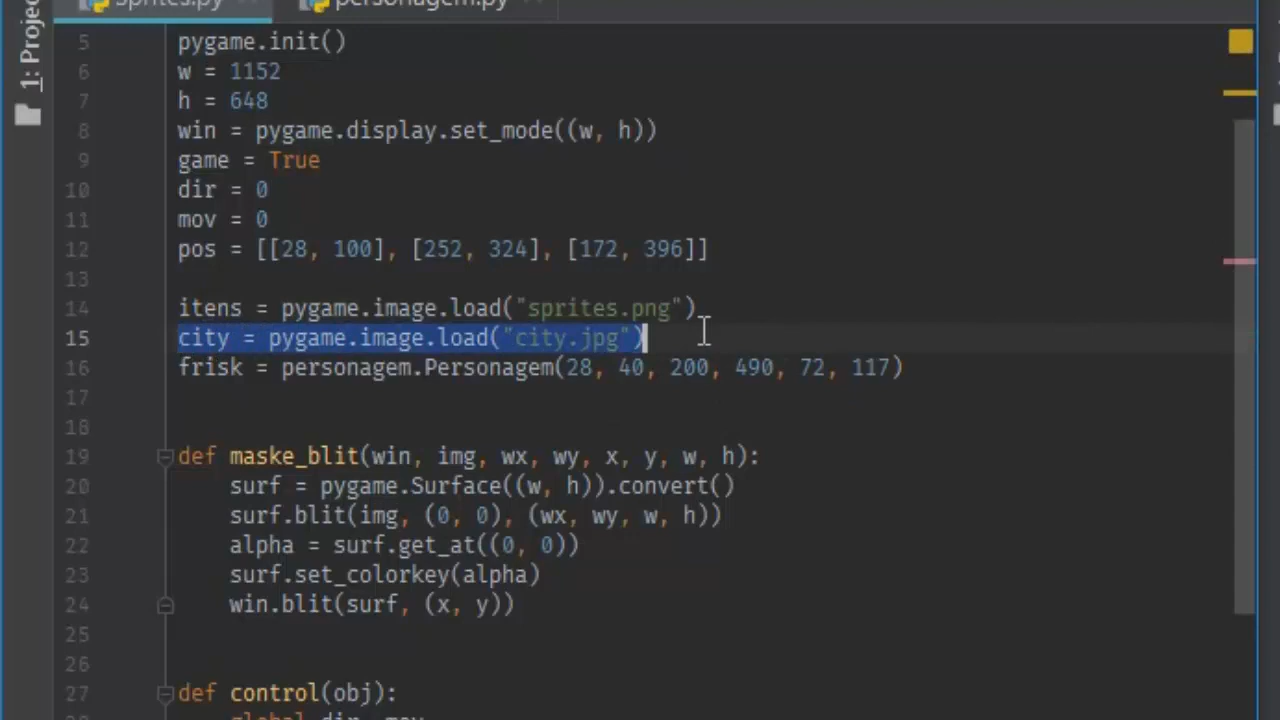 sprites.py
personagem.py
1: Projec
5 pygame.init()
6 w = 1152
7 h = 648
8 win = pygame.display.set_mode((w, h))
9 game = True
10 dir = 0
11 mov = 0
12 pos = [[28, 100], [252, 324], [172, 396]]
13
14 itens = pygame.image.load("sprites.png")
15 city = pygame.image.load("city.jpg")
16 frisk = personagem.Personagem(28, 40, 200, 490, 72, 117)
17
18
19 def maske_blit(win, img, wx, wy, x, y, w, h):
20 surf = pygame.Surface((w, h)).convert()
21 surf.blit(img, (0, 0), (wx, wy, w, h))
22 alpha = surf.get_at((0, 0))
23 surf.set_colorkey(alpha)
24 win.blit(surf, (x, y))
25
26
27 def control(obj):
global dir, mov